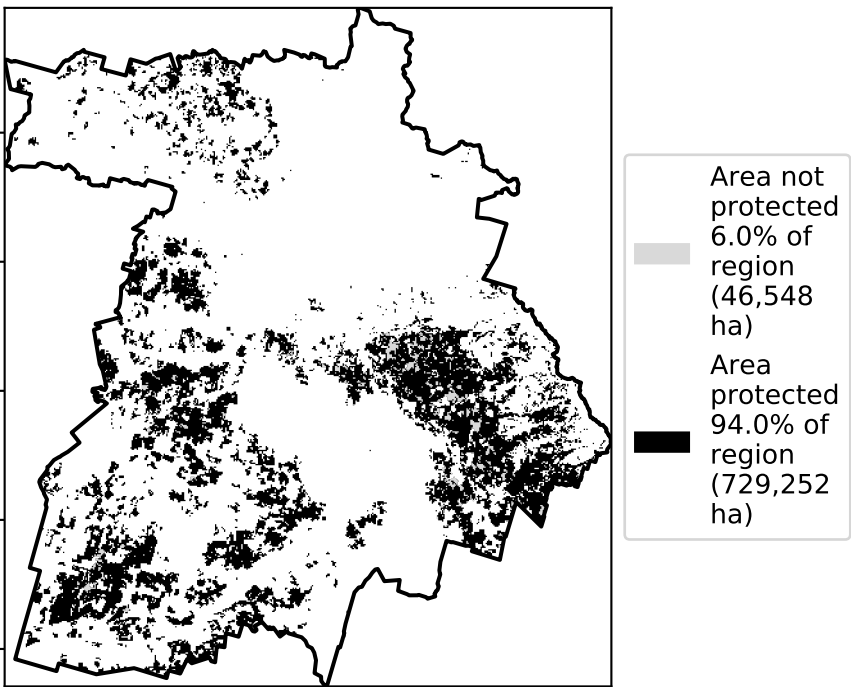 Area not
protected
6.0% of
region
(46,548
ha)
Area
protected
94.0% of
region
(729,252
ha)